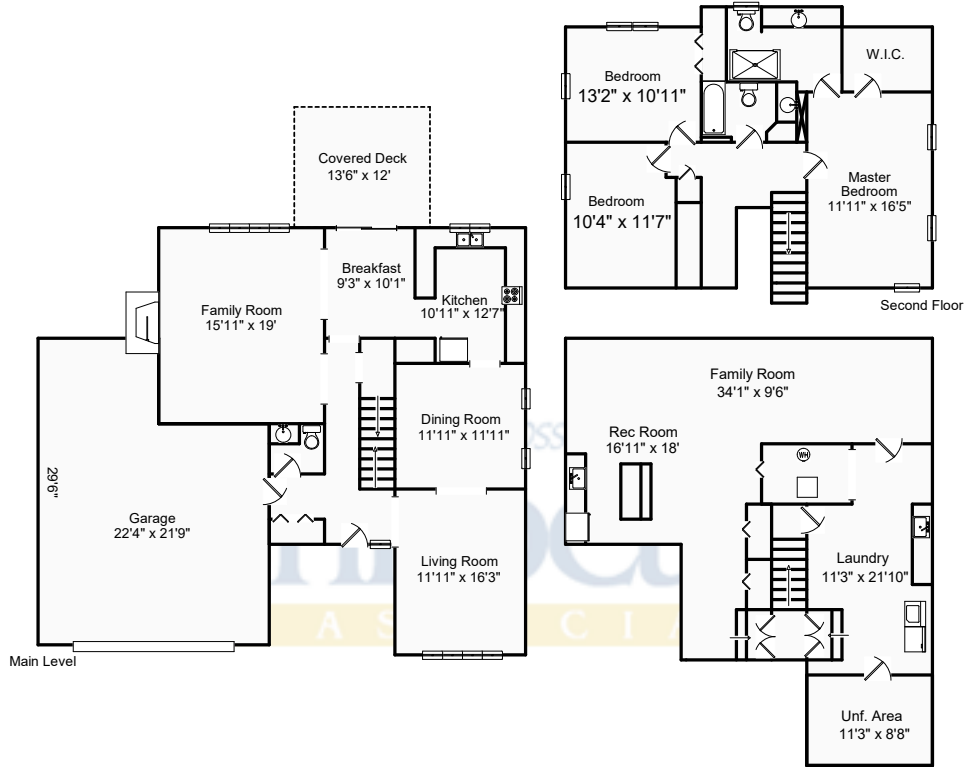 Covered Deck
13'6" x 12'
Breakfast
9'3" x 10'1"
Kitchen
10'11" x 12'7"
Family Room
15'11" x 19'
Dining Room
11'11" x 11'11"
29'6"
Garage
22'4" x 21'9"
Living Room
11'11" x 16'3"
Main Level
W.I.C.
Bedroom
13'2" x 10'11"
Master
Bedroom
11'11" x 16'5"
Bedroom
10'4" x 11'7"
Second Floor
Family Room
34'1" x 9'6"
Rec Room
16'11" x 18'
WH
Laundry
11'3" x 21'10"
Unf. Area
11'3" x 8'8"